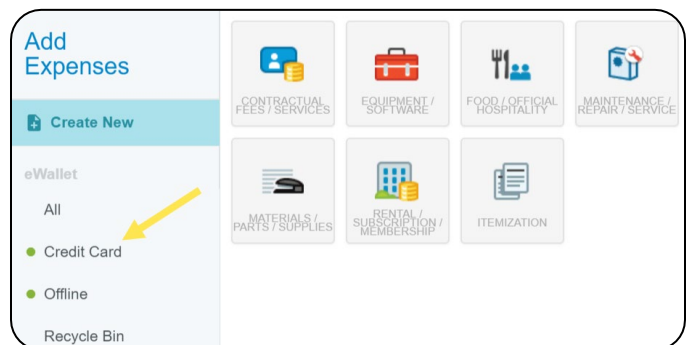 Add
Expenses
Create New
eWallet
All
Credit Card
Offline
Recycle Bin
CONTRACTUAL
FEES / SERVICES
EQUIPMENT /
SOFTWARE
FOOD / OFFICIAL
HOSPITALITY
MAINTENANCE /
REPAIR / SERVICE
MATERIALS /
PARTS / SUPPLIES
RENTAL /
SUBSCRIPTION /
MEMBERSHIP
ITEMIZATION